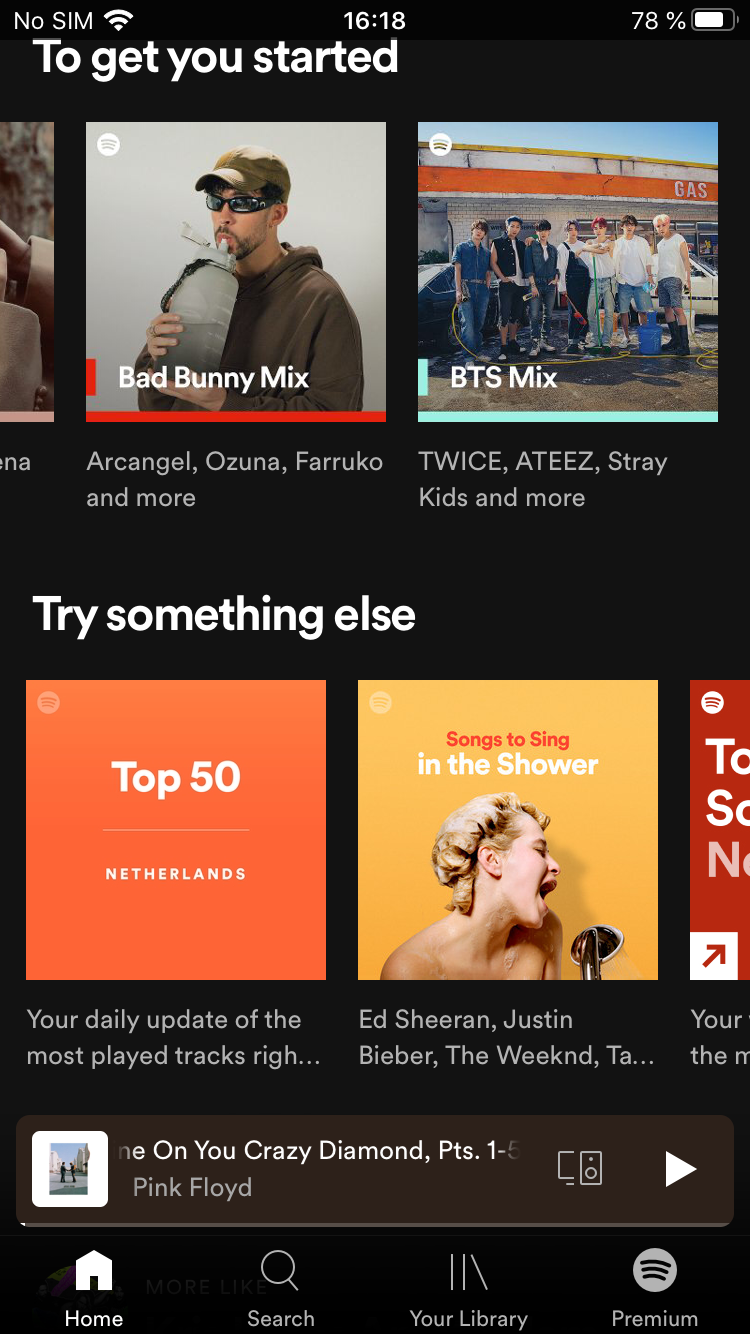 No SIM 16:18 78 %
To get you started
GAS
Bad Bunny Mix
BTS Mix
ena
Arcangel, Ozuna, Farruko
and more
TWICE, ATEEZ, Stray
Kids and more
Try something else
Top 50
NETHERLANDS
Songs to Sing
in the Shower
To
So
Ne
Your daily update of the
most played tracks righ...
Ed Sheeran, Justin
Bieber, The Weeknd, Ta...
Your
the m
ne On You Crazy Diamond, Pts. 1-5
Pink Floyd
MORE LIKE
Home
Search
Your Library
Premium